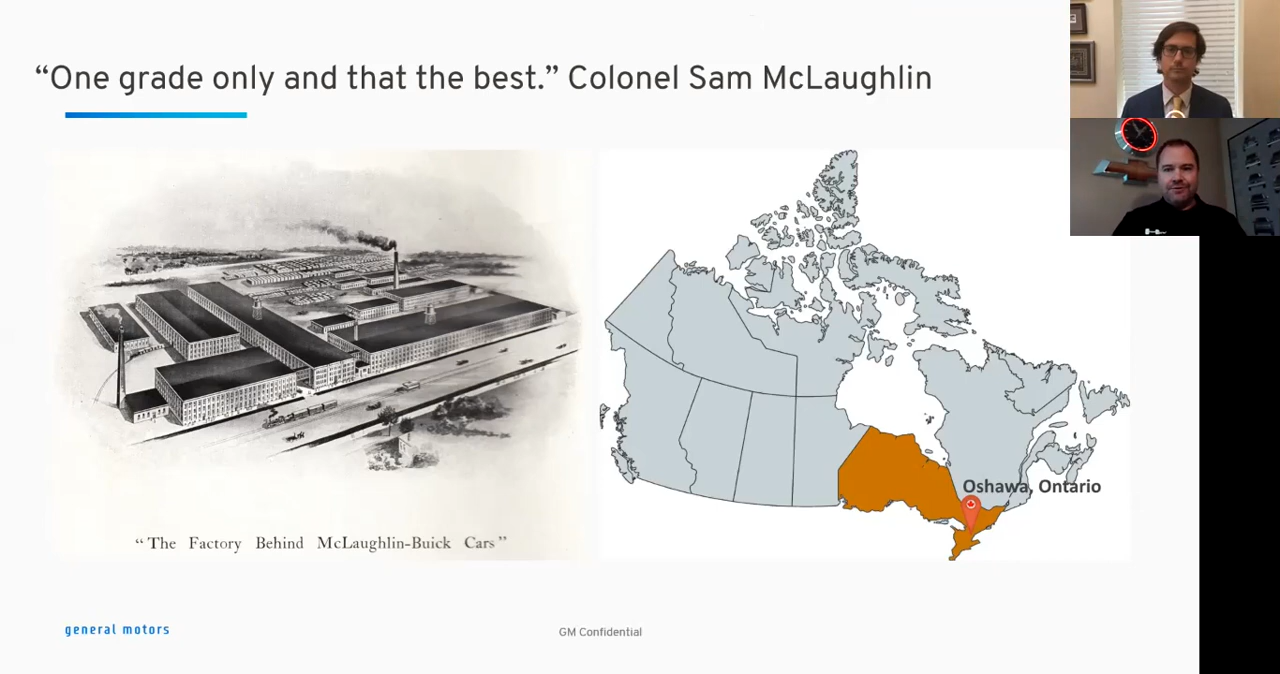 “One grade only and that the best.” Colonel Sam McLaughlin
Oshawa, Ontario
“The Factory Behind McLaughlin-Buick Cars”
general motors
GM Confidential